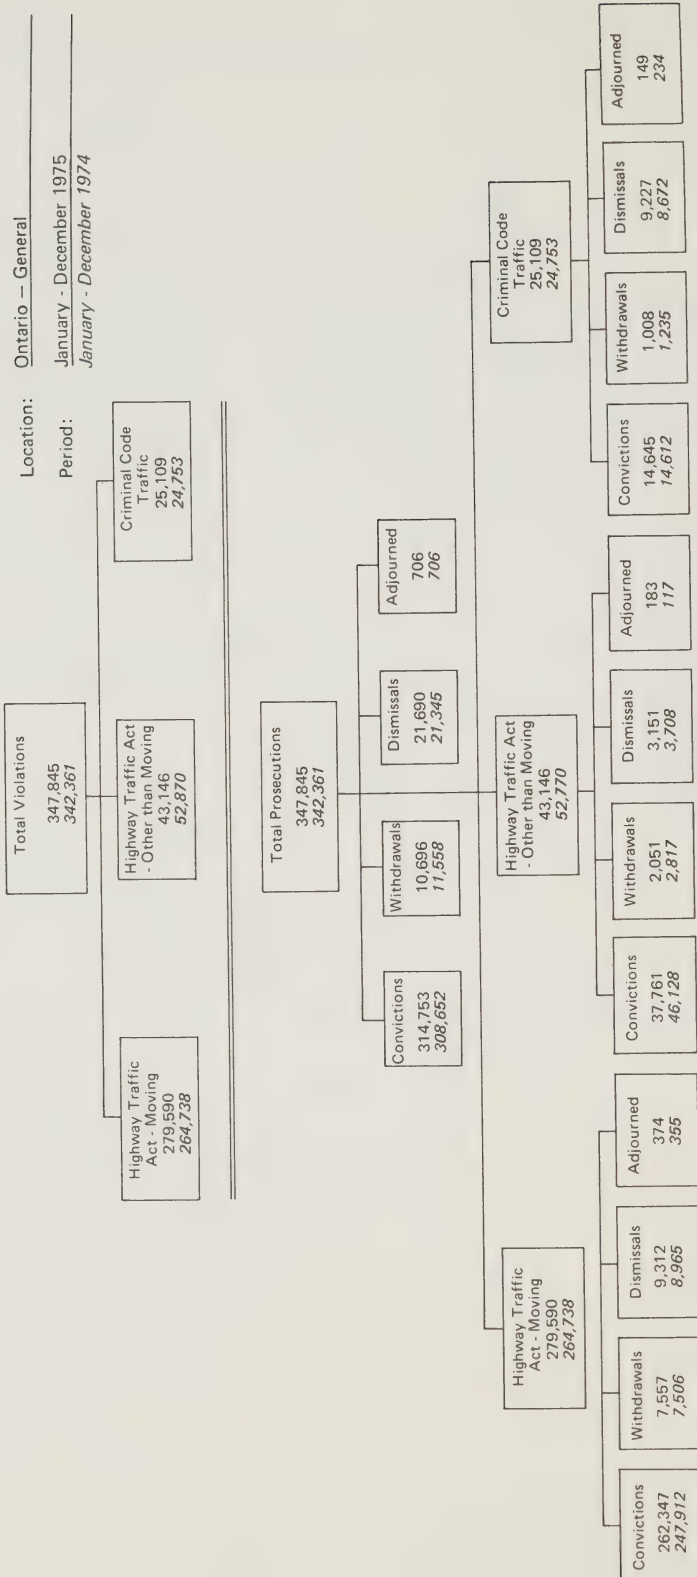 Location: Ontario – General
Period: January - December 1975
January - December 1974
Total Violations
347,845
342,361
Highway Traffic
Act - Moving
279,590
264,738
Highway Traffic Act
- Other than Moving
43,146
52,870
Criminal Code
Traffic
25,109
24,753
Total Prosecutions
347,845
342,361
Convictions
314,753
308,652
Withdrawals
10,696
11,558
Dismissals
21,690
21,345
Adjourned
706
706
Highway Traffic
Act - Moving
279,590
264,738
Highway Traffic Act
- Other than Moving
43,146
52,770
Criminal Code
Traffic
25,109
24,753
Convictions
262,347
247,912
Withdrawals
7,557
7,506
Dismissals
9,312
8,965
Adjourned
374
355
Convictions
37,761
46,128
Withdrawals
2,051
2,817
Dismissals
3,151
3,708
Adjourned
183
117
Convictions
14,645
14,612
Withdrawals
1,008
1,235
Dismissals
9,227
8,672
Adjourned
149
234